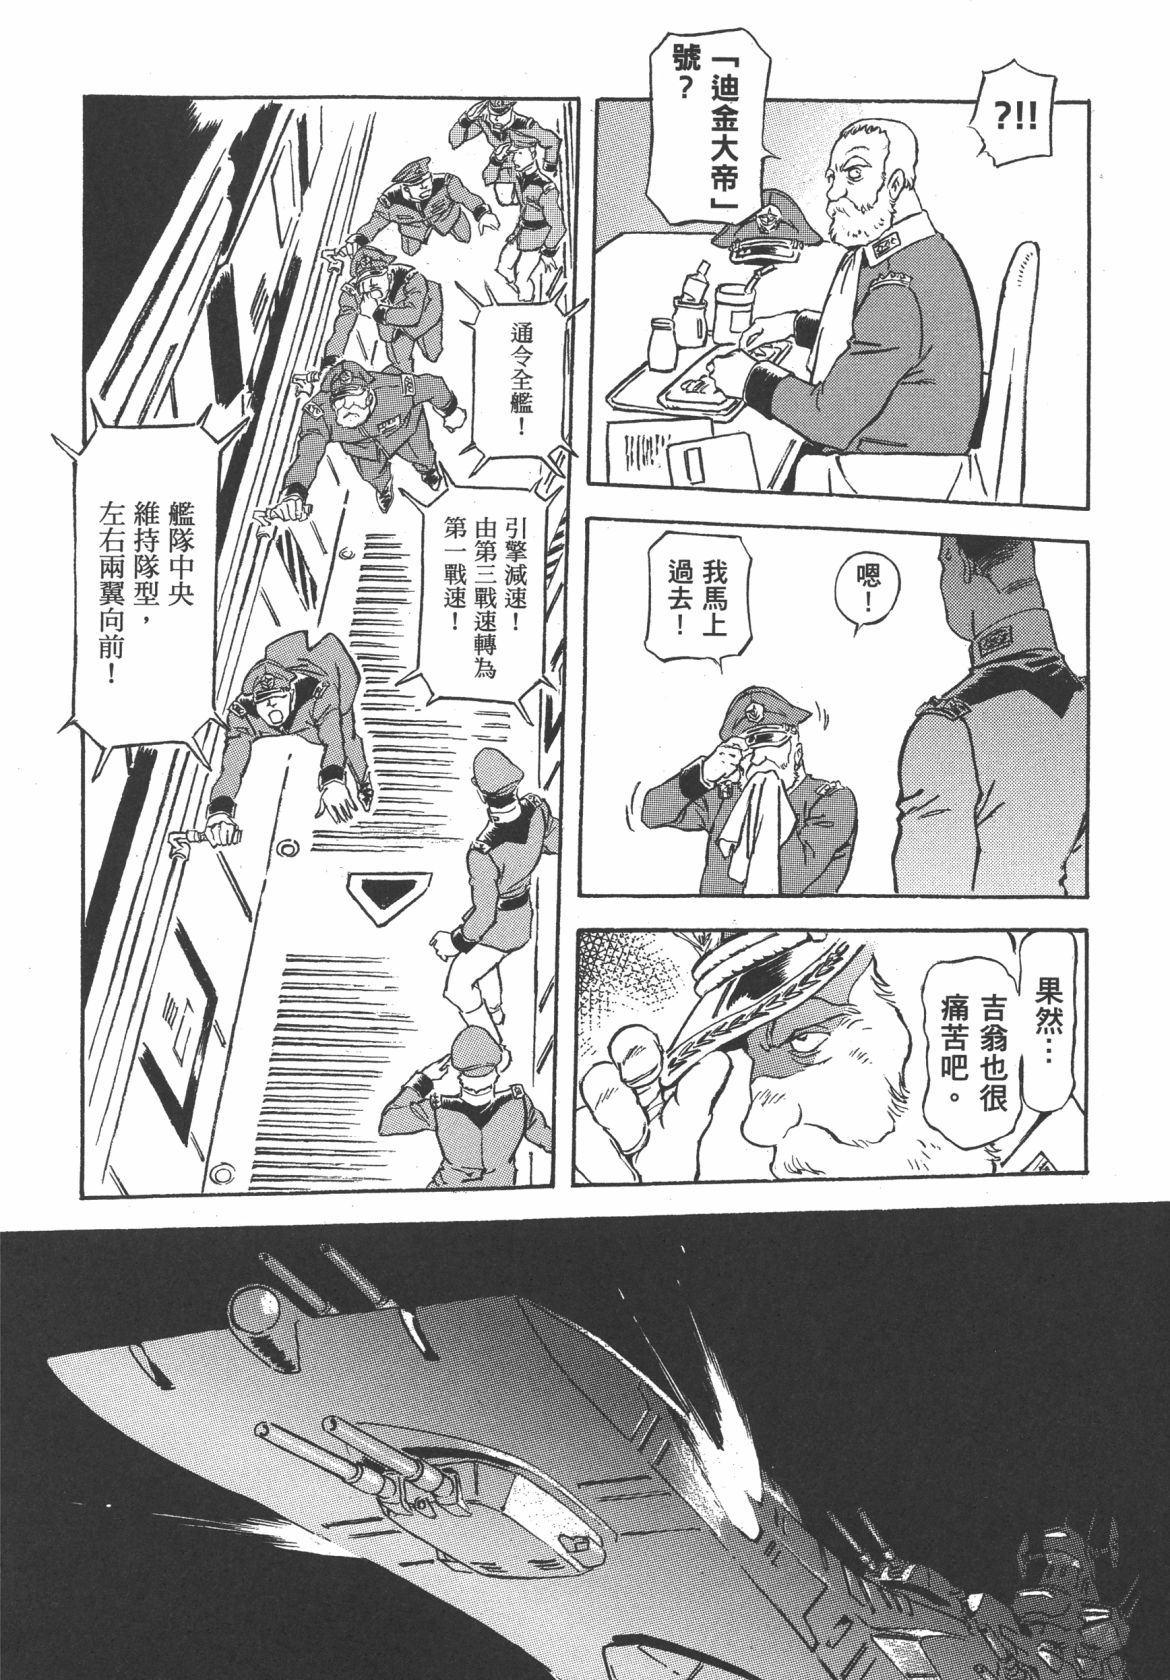 ?!!
「迪金大帝」
號？
嗯！
我馬上
過去！
果然…
吉翁也很
痛苦吧。
通令全艦！
引擎減速！
由第三戰速轉為
第一戰速！
艦隊中央
維持隊型，
左右兩翼向前！